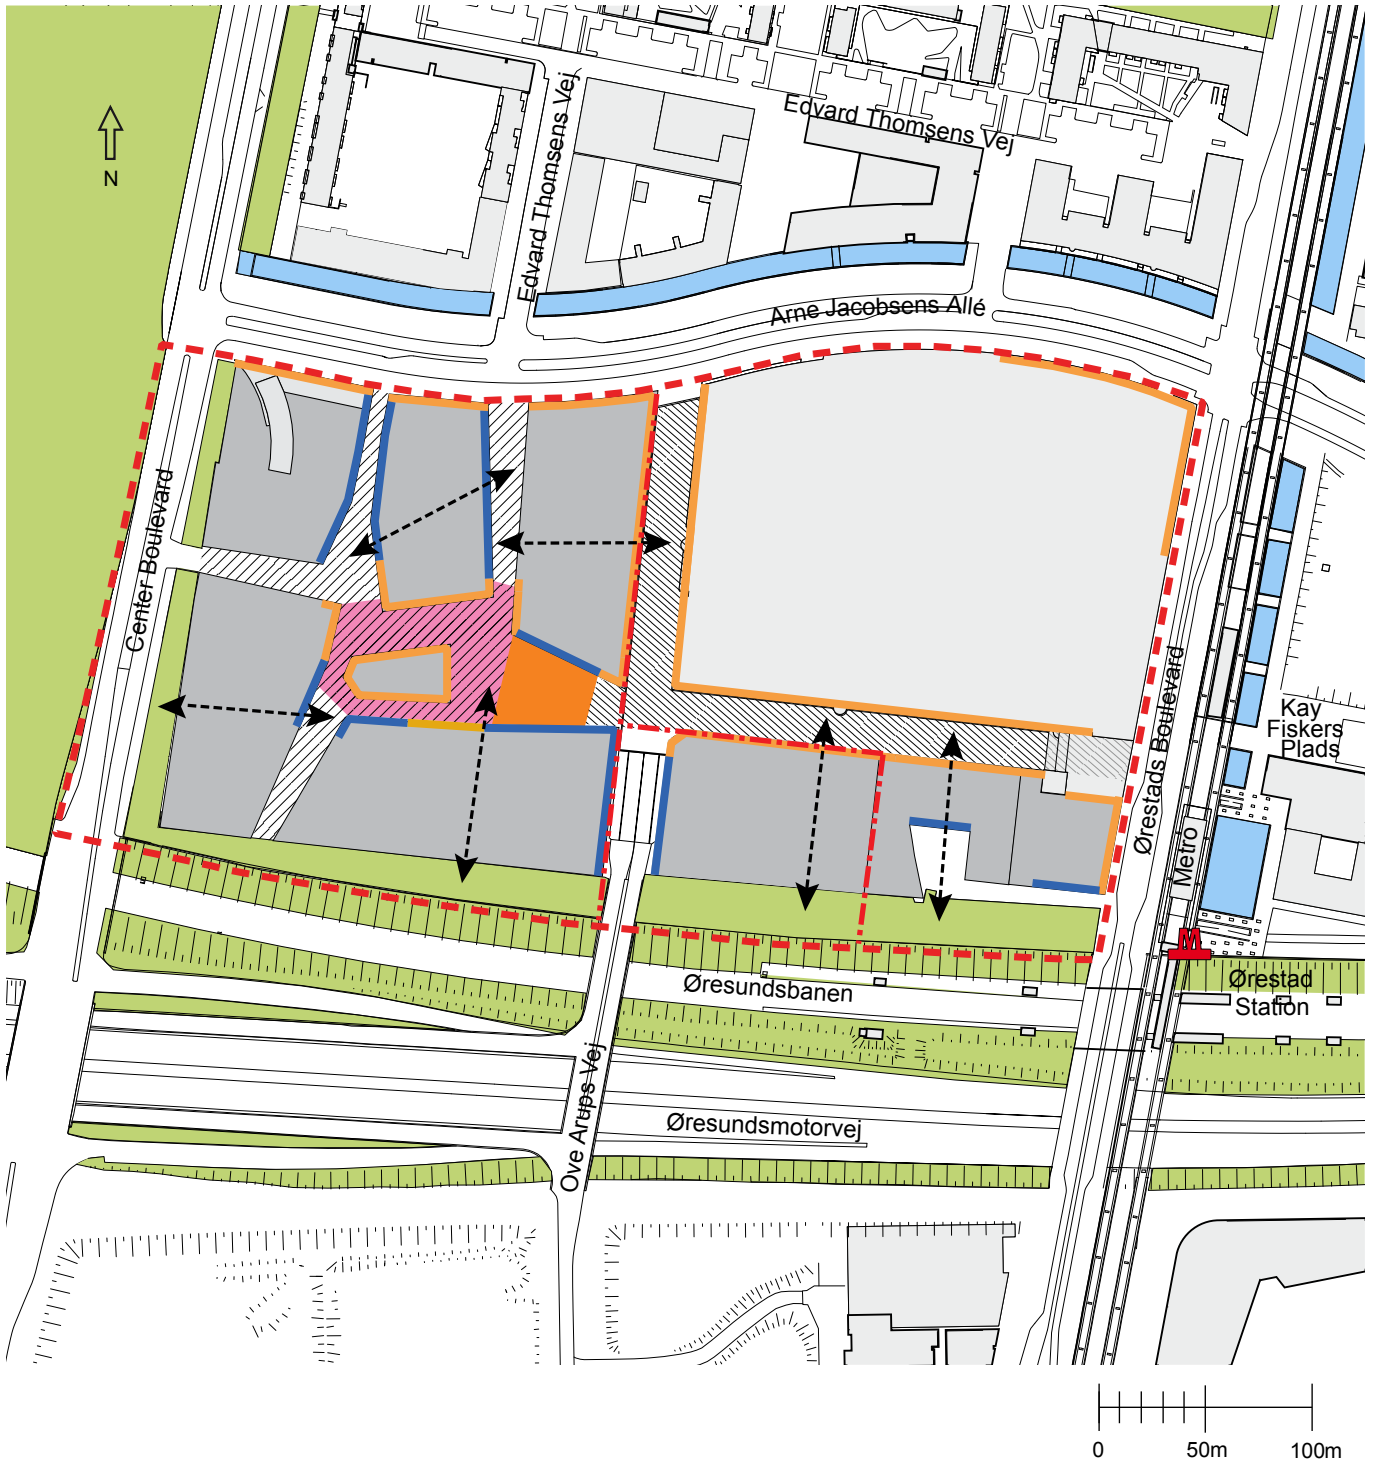 Edvard Thomsens Vej
Edvard Thomsens Vej
N
Arne Jacobsens Allé
Center Boulevard
Ørestads Boulevard
Kay
Fiskers
Plads
Metro
M
Ørestad
Station
Øresundsbanen
Ove Arups Vej
Øresundsmotorvej
0 50m 100m